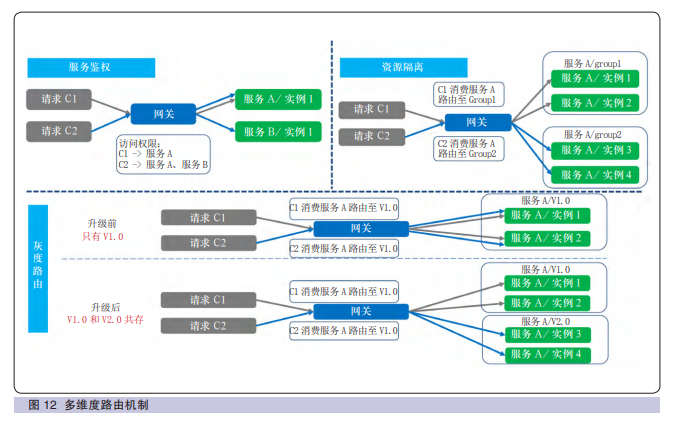 服务鉴权
请求 C1
请求 C2
网关
服务 A/ 实例 1
服务 B/ 实例 1
访问权限:
C1 -> 服务 A
C2 -> 服务 A、服务 B
资源隔离
请求 C1
请求 C2
C1 消费服务 A
路由至 Group1
网关
C2 消费服务 A
路由至 Group2
服务 A/group1
服务 A/ 实例 1
服务 A/ 实例 2
服务 A/group2
服务 A/ 实例 3
服务 A/ 实例 4
灰度路由
升级前
只有 V1.0
请求 C1
请求 C2
C1 消费服务 A 路由至 V1.0
网关
C2 消费服务 A 路由至 V1.0
服务 A/V1.0
服务 A/ 实例 1
服务 A/ 实例 2
升级后
V1.0 和 V2.0 共存
请求 C1
请求 C2
C1 消费服务 A 路由至 V1.0
网关
C2 消费服务 A 路由至 V1.0
服务 A/V1.0
服务 A/ 实例 1
服务 A/ 实例 2
服务 A/V2.0
服务 A/ 实例 3
服务 A/ 实例 4
图 12 多维度路由机制